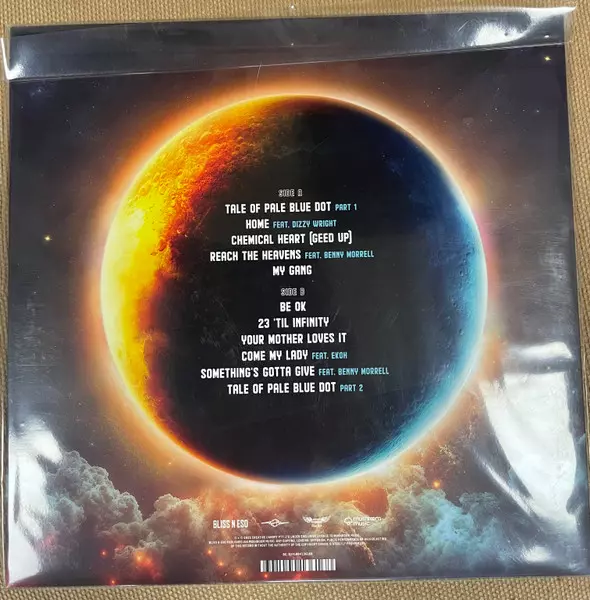 SIDE A
TALE OF PALE BLUE DOT PART 1
HOME FEAT. DIZZY WRIGHT
CHEMICAL HEART (GEED UP)
REACH THE HEAVENS FEAT. BENNY MORRELL
MY GANG
SIDE B
BE OK
23 'TIL INFINITY
YOUR MOTHER LOVES IT
COME MY LADY FEAT. EKOH
SOMETHING'S GOTTA GIVE FEAT. BENNY MORRELL
TALE OF PALE BLUE DOT PART 2
BLISS N ESO
MUSHROOM MUSIC